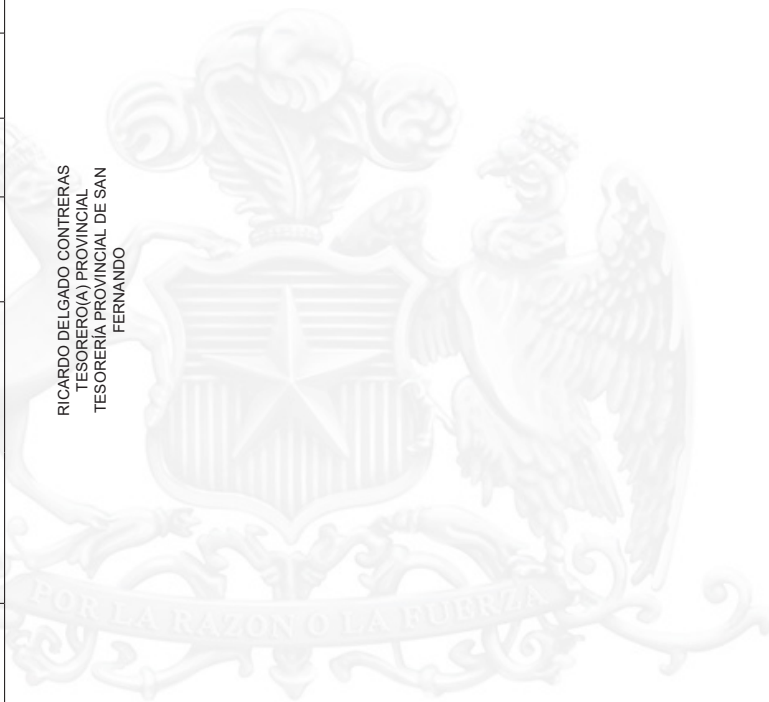 RICARDO DELGADO CONTRERAS
TESORERO(A) PROVINCIAL
TESORERÍA PROVINCIAL DE SAN
FERNANDO
POR LA RAZON O LA FUERZA